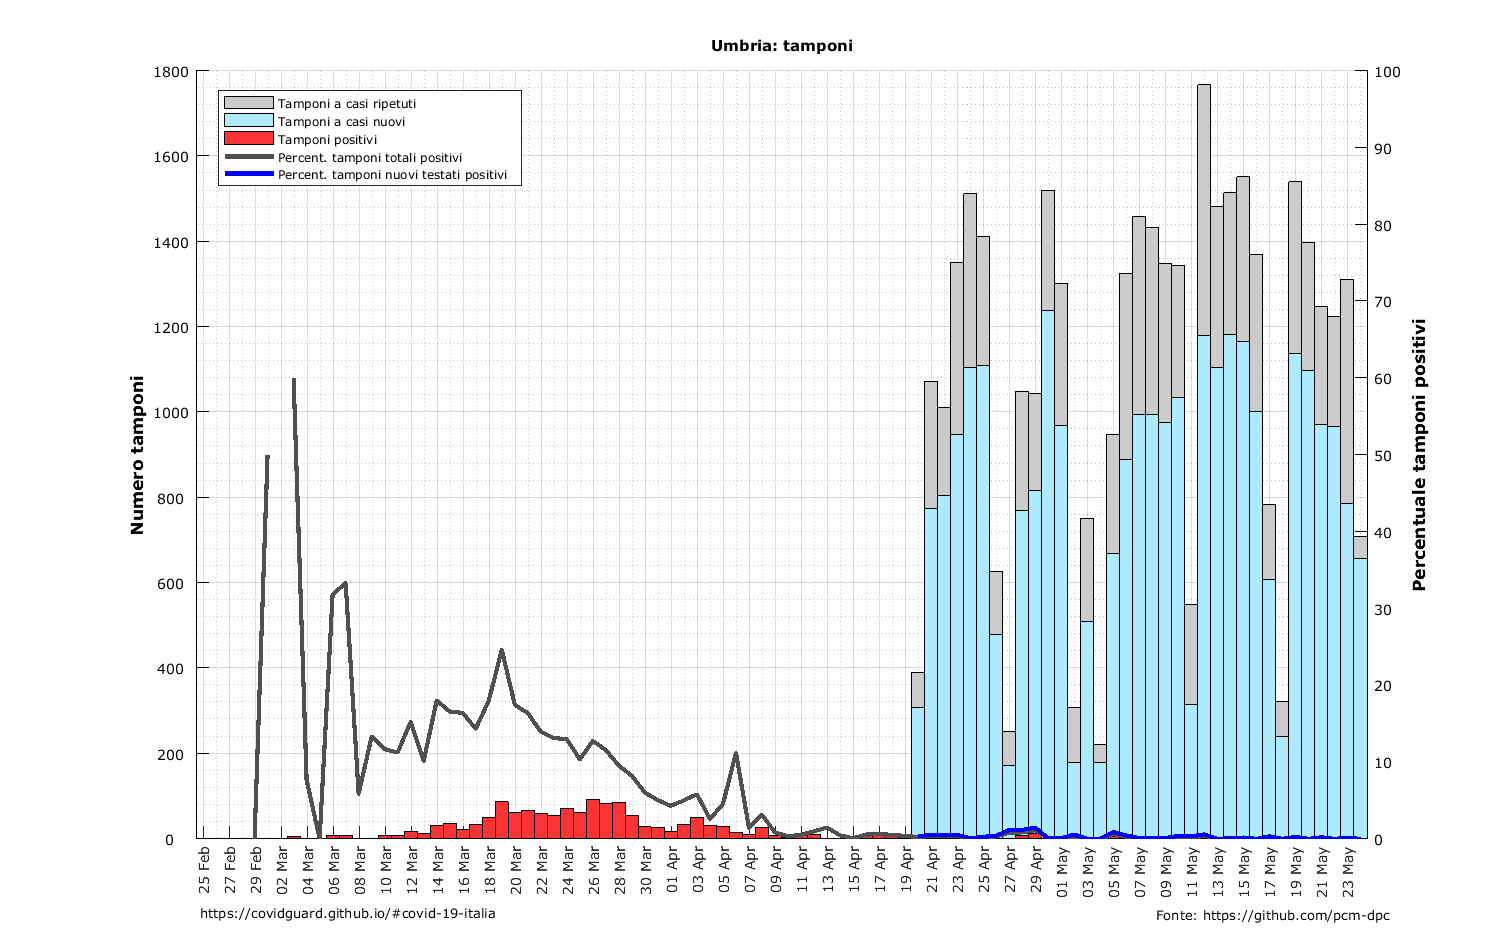 Umbria: tamponi
Tamponi a casi ripetuti
Tamponi a casi nuovi
Tamponi positivi
Percent. tamponi totali positivi
Percent. tamponi nuovi testati positivi
Numero tamponi
1800
1600
1400
1200
1000
800
600
400
200
0
Percentuale tamponi positivi
100
90
80
70
60
50
40
30
20
10
0
25 Feb
27 Feb
29 Feb
02 Mar
04 Mar
06 Mar
08 Mar
10 Mar
12 Mar
14 Mar
16 Mar
18 Mar
20 Mar
22 Mar
24 Mar
26 Mar
28 Mar
30 Mar
01 Apr
03 Apr
05 Apr
07 Apr
09 Apr
11 Apr
13 Apr
15 Apr
17 Apr
19 Apr
21 Apr
23 Apr
25 Apr
27 Apr
29 Apr
01 May
03 May
05 May
07 May
09 May
11 May
13 May
15 May
17 May
19 May
21 May
23 May
https://covidguard.github.io/#covid-19-italia
Fonte: https://github.com/pcm-dpc